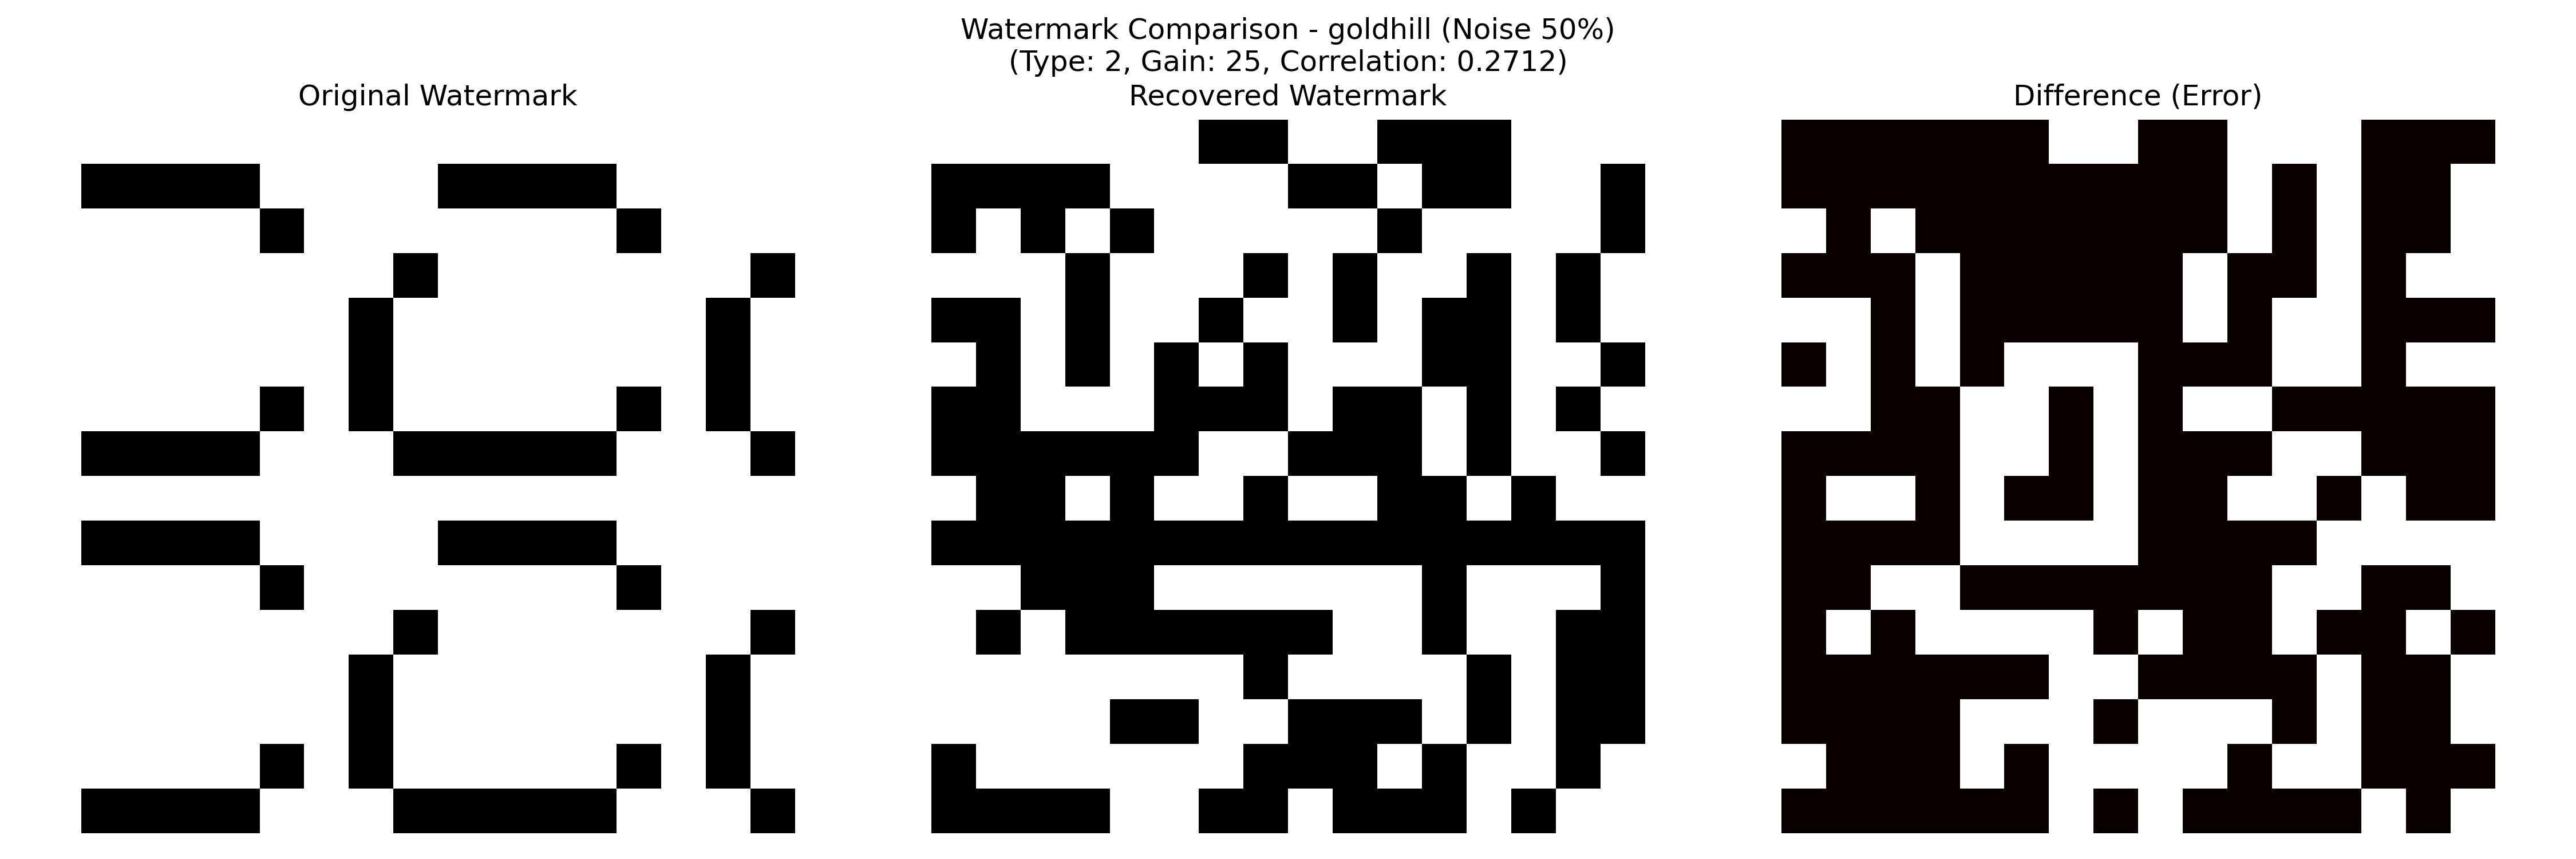 Watermark Comparison - goldhill (Noise 50%)
(Type: 2, Gain: 25, Correlation: 0.2712)
Original Watermark
Recovered Watermark
Difference (Error)